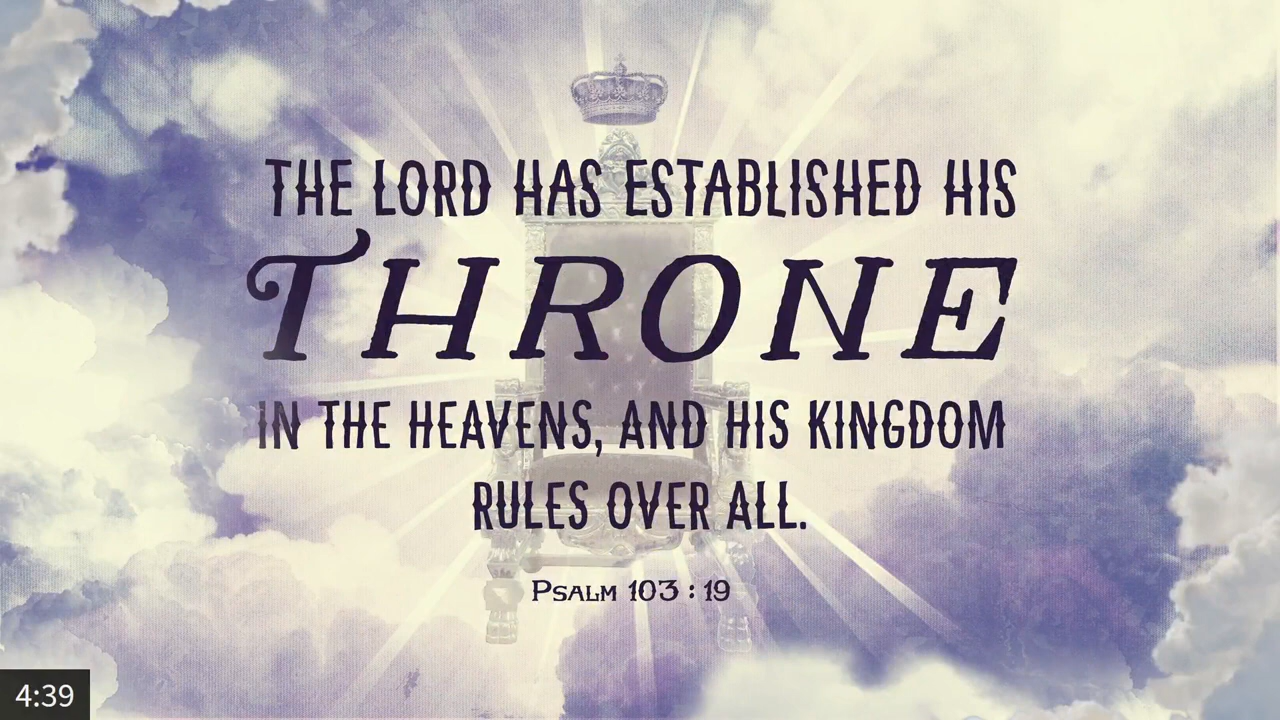 THE LORD HAS ESTABLISHED HIS
THRONE
IN THE HEAVENS, AND HIS KINGDOM
RULES OVER ALL.
PSALM 103 : 19
4:39